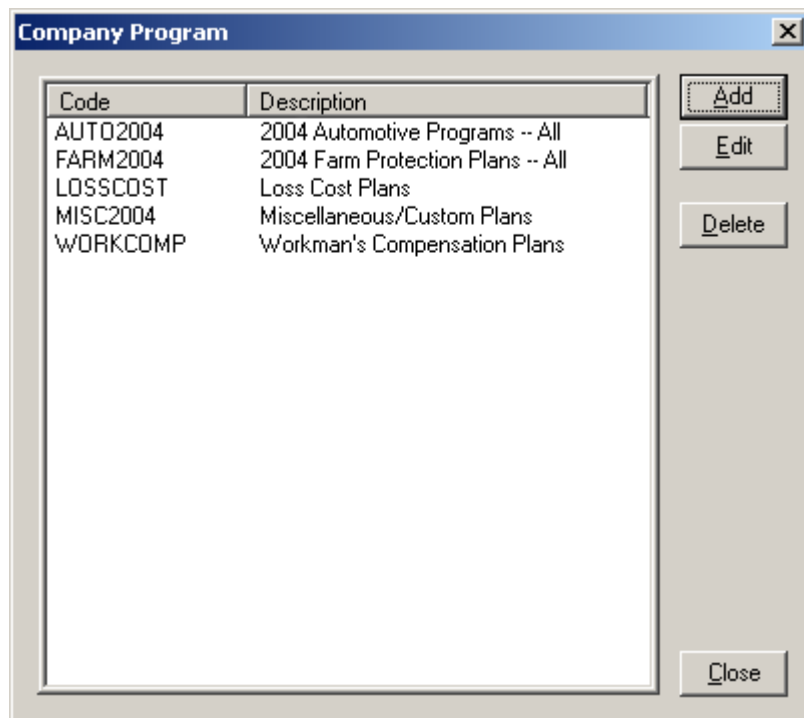 Company Program
Code Description
AUTO2004 2004 Automotive Programs -- All
FARM2004 2004 Farm Protection Plans -- All
LOSSCOST Loss Cost Plans
MISC2004 Miscellaneous/Custom Plans
WORKCOMP Workman's Compensation Plans
Add
Edit
Delete
Close